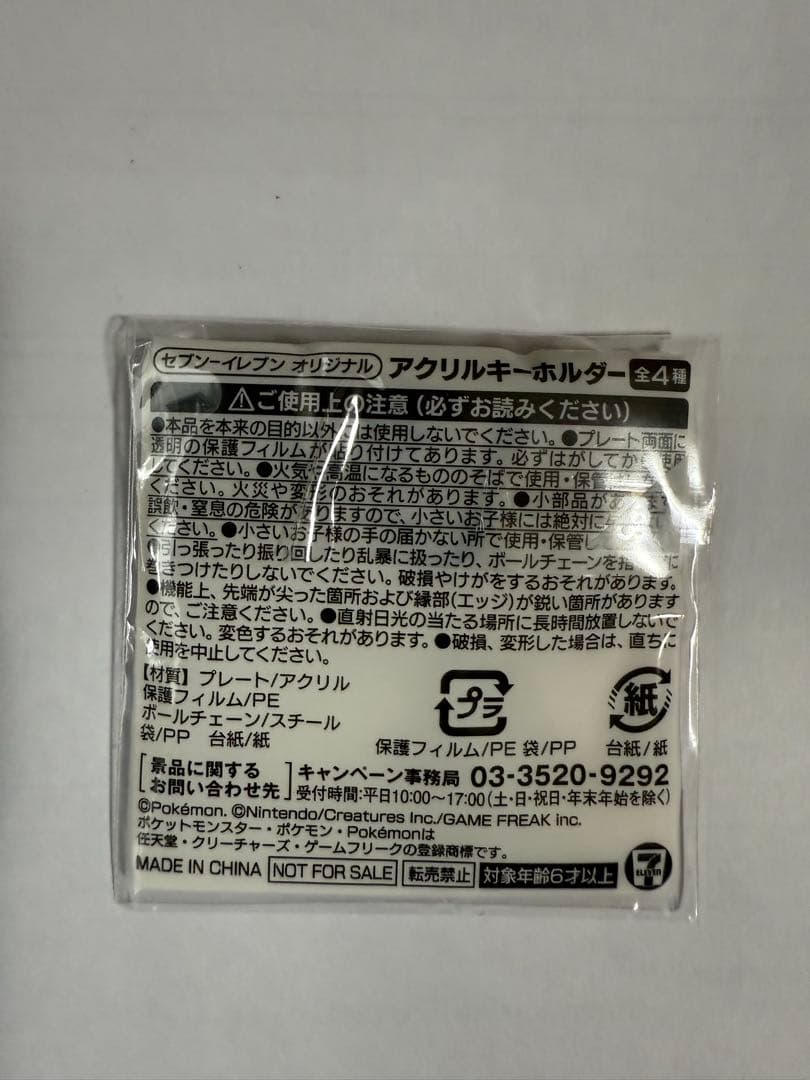 セブン-イレブン オリジナル アクリルキーホルダー 全4種
⚠ご使用上の注意(必ずお読みください)
●本品を本来の目的以外 は使用しないでください。●プレート両面に
透明の保護フィルムが貼り付けてあります。必ずはがしてから使用
してください。●火気 高温になるもののそばで使用・保管
ください。火災や変形のおそれがあります。●小部品があります
誤飲・窒息の危険がありますので、小さいお子様には絶対に
ください。●小さいお子様の手の届かない所で使用・保管し
引っ張ったり振り回したり乱暴に扱ったり、ボールチェーンを指 に
巻きつけたりしないでください。破損やけがをするおそれがあります。
●機能上、先端が尖った箇所および縁部(エッジ)が鋭い箇所があります
ので、ご注意ください。●直射日光の当たる場所に長時間放置しないで
ください。変色するおそれがあります。●破損、変形した場合は、直ちに
使用を中止してください。
【材質】プレート/アクリル
保護フィルム/PE
ボールチェーン/スチール
袋/PP 台紙/紙
プラ
保護フィルム/PE 袋/PP
紙
台紙/紙
[景品に関するお問い合わせ先] キャンペーン事務局 03-3520-9292
受付時間:平日10:00～17:00(土・日・祝日・年末年始を除く)
©Pokémon. ©Nintendo/Creatures Inc./GAME FREAK inc.
ポケットモンスター・ポケモン・Pokémonは
任天堂・クリーチャーズ・ゲームフリークの登録商標です。
MADE IN CHINA NOT FOR SALE 転売禁止 対象年齢6才以上 7 ELEVEN